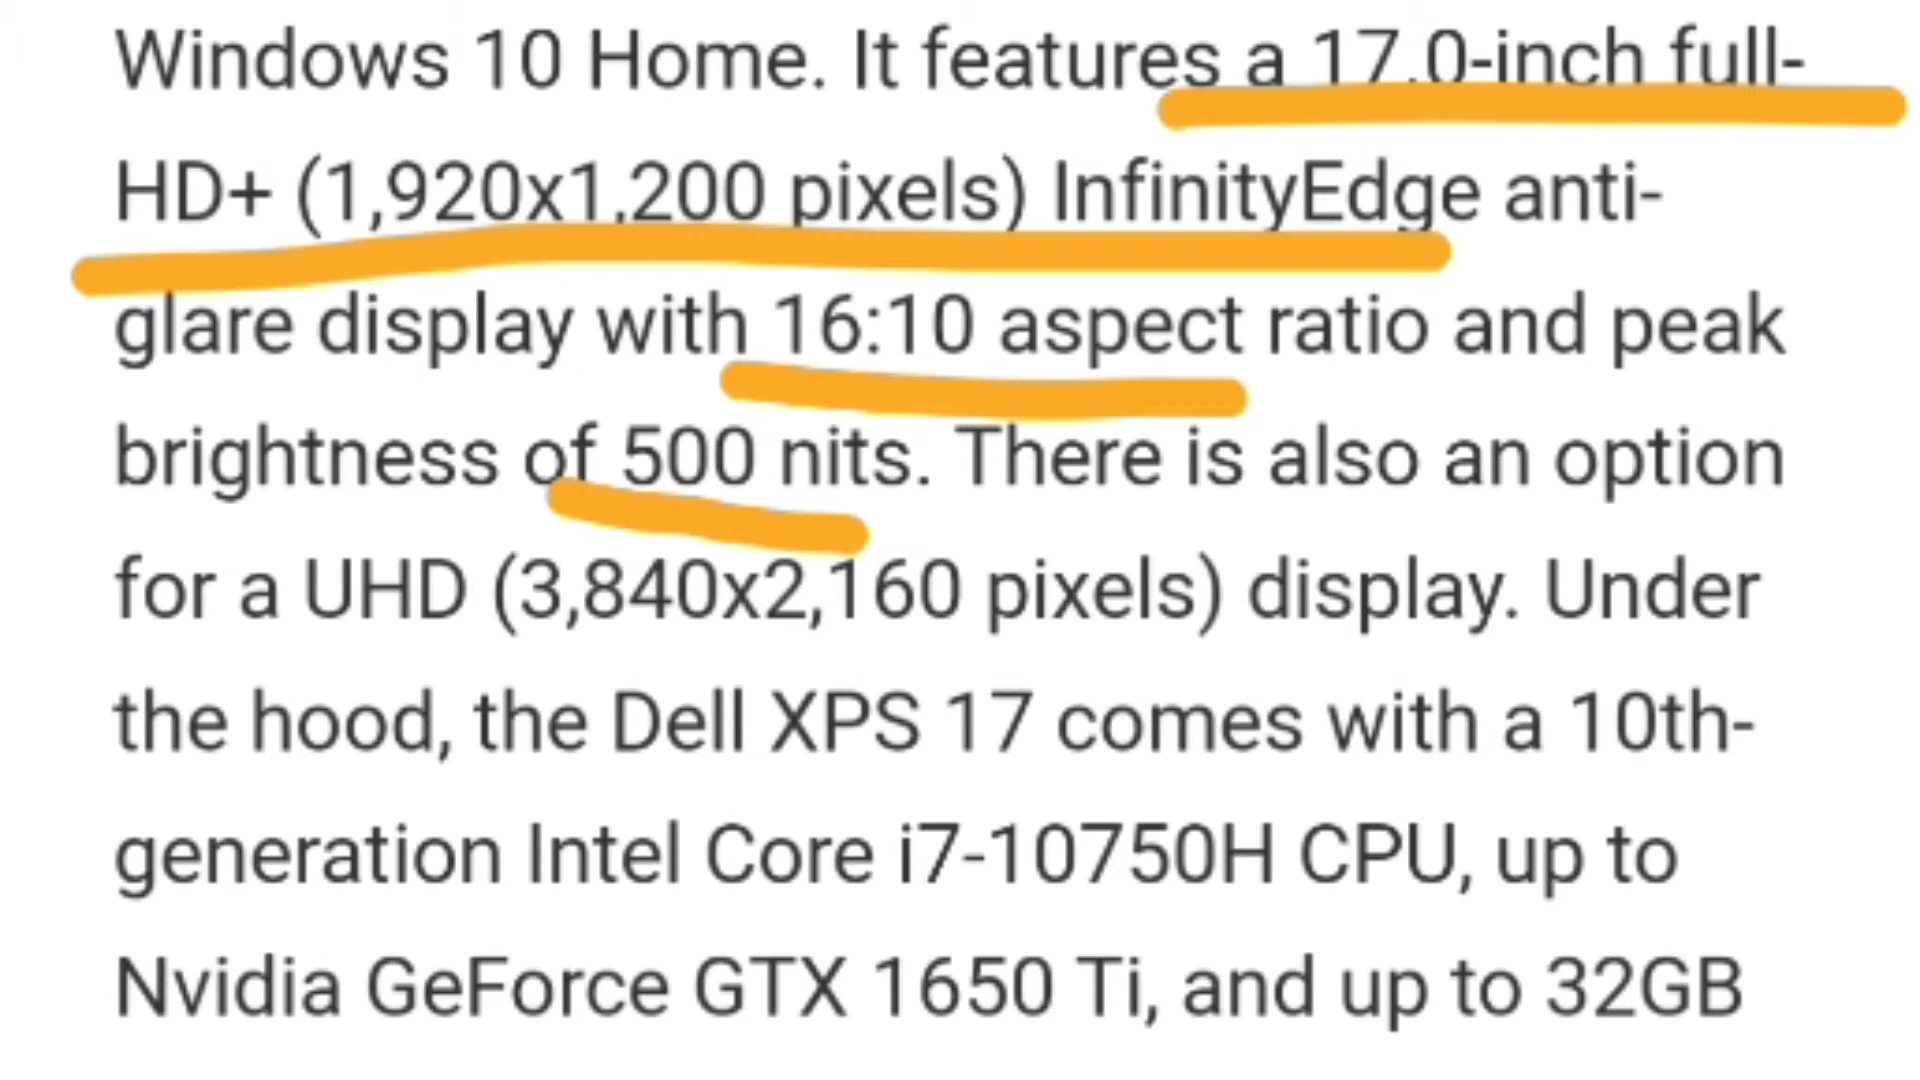 Windows 10 Home. It features a 17.0-inch full-
HD+ (1,920x1,200 pixels) InfinityEdge anti-
glare display with 16:10 aspect ratio and peak
brightness of 500 nits. There is also an option
for a UHD (3,840x2,160 pixels) display. Under
the hood, the Dell XPS 17 comes with a 10th-
generation Intel Core i7-10750H CPU, up to
Nvidia GeForce GTX 1650 Ti, and up to 32GB